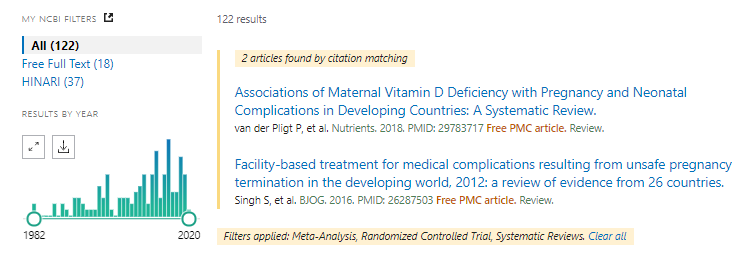 MY NCBI FILTERS
122 results
All (122)
Free Full Text (18)
HINARI (37)
RESULTS BY YEAR
1982
2020
2 articles found by citation matching
Associations of Maternal Vitamin D Deficiency with Pregnancy and Neonatal
Complications in Developing Countries: A Systematic Review.
van der Pligt P, et al. Nutrients. 2018. PMID: 29783717 Free PMC article. Review.
Facility-based treatment for medical complications resulting from unsafe pregnancy
termination in the developing world, 2012: a review of evidence from 26 countries.
Singh S, et al. BJOG. 2016. PMID: 26287503 Free PMC article. Review.
Filters applied: Meta-Analysis, Randomized Controlled Trial, Systematic Reviews. Clear all